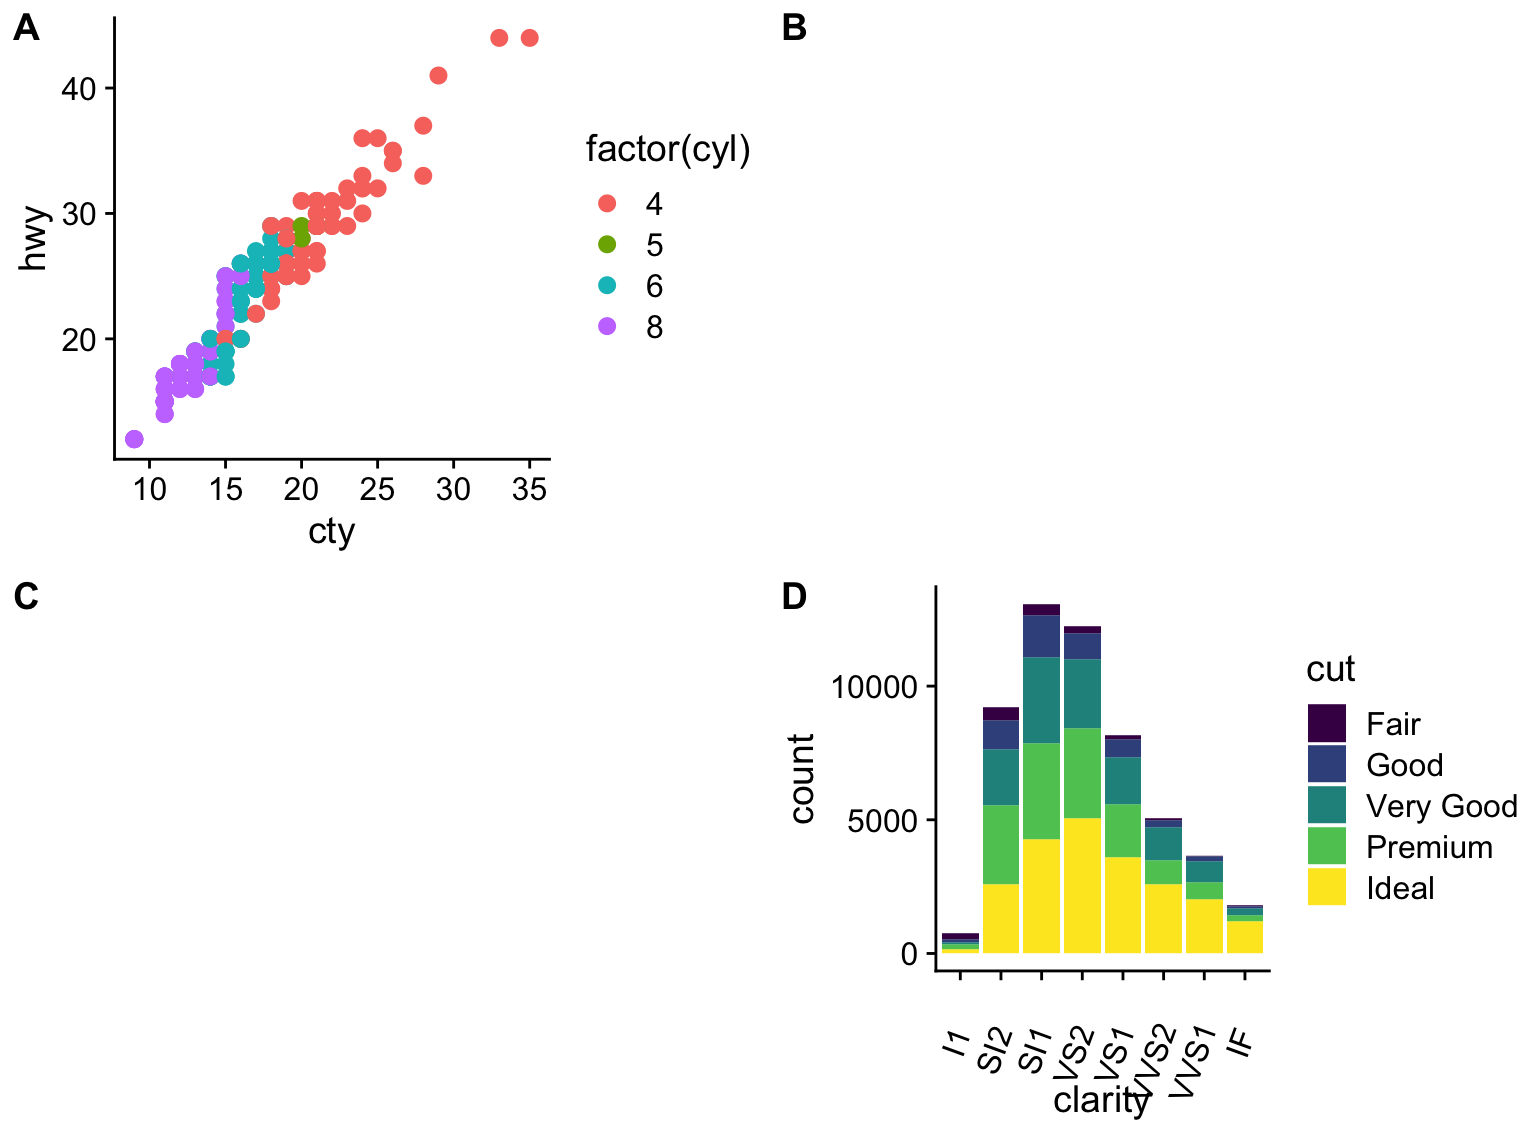 A
B
40
30
20
hwy
10 15 20 25 30 35
cty
factor(cyl)
4
5
6
8
C
D
10000
5000
0
count
I1 SI2 SI1 VS2 VS1 VVS2 VVS1 IF
clarity
cut
Fair
Good
Very Good
Premium
Ideal